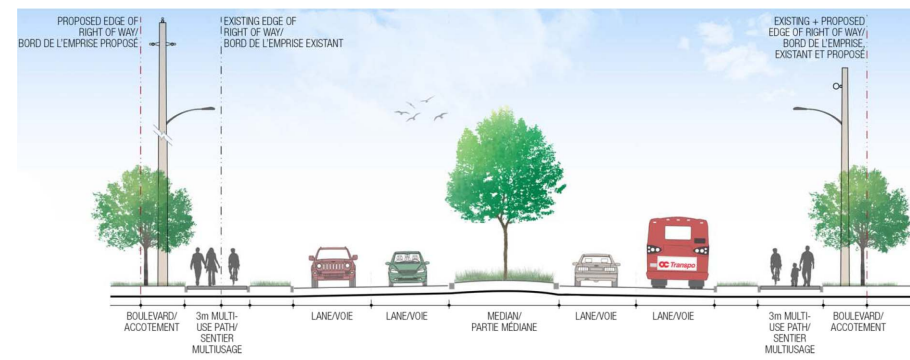 PROPOSED EDGE OF
RIGHT OF WAY/
BORD DE L'EMPRISE PROPOSÉ
EXISTING EDGE OF
RIGHT OF WAY/
BORD DE L'EMPRISE EXISTANT
EXISTING + PROPOSED
EDGE OF RIGHT OF WAY/
BORD DE L'EMPRISE,
EXISTANT ET PROPOSÉ
OC Transpo
BOULEVARD/
ACCOTEMENT
3m MULTI-
USE PATH/
SENTIER
MULTIUSAGE
LANE/VOIE
LANE/VOIE
MEDIAN/
PARTIE MÉDIANE
LANE/VOIE
LANE/VOIE
3m MULTI-
USE PATH/
SENTIER
MULTIUSAGE
BOULEVARD/
ACCOTEMENT